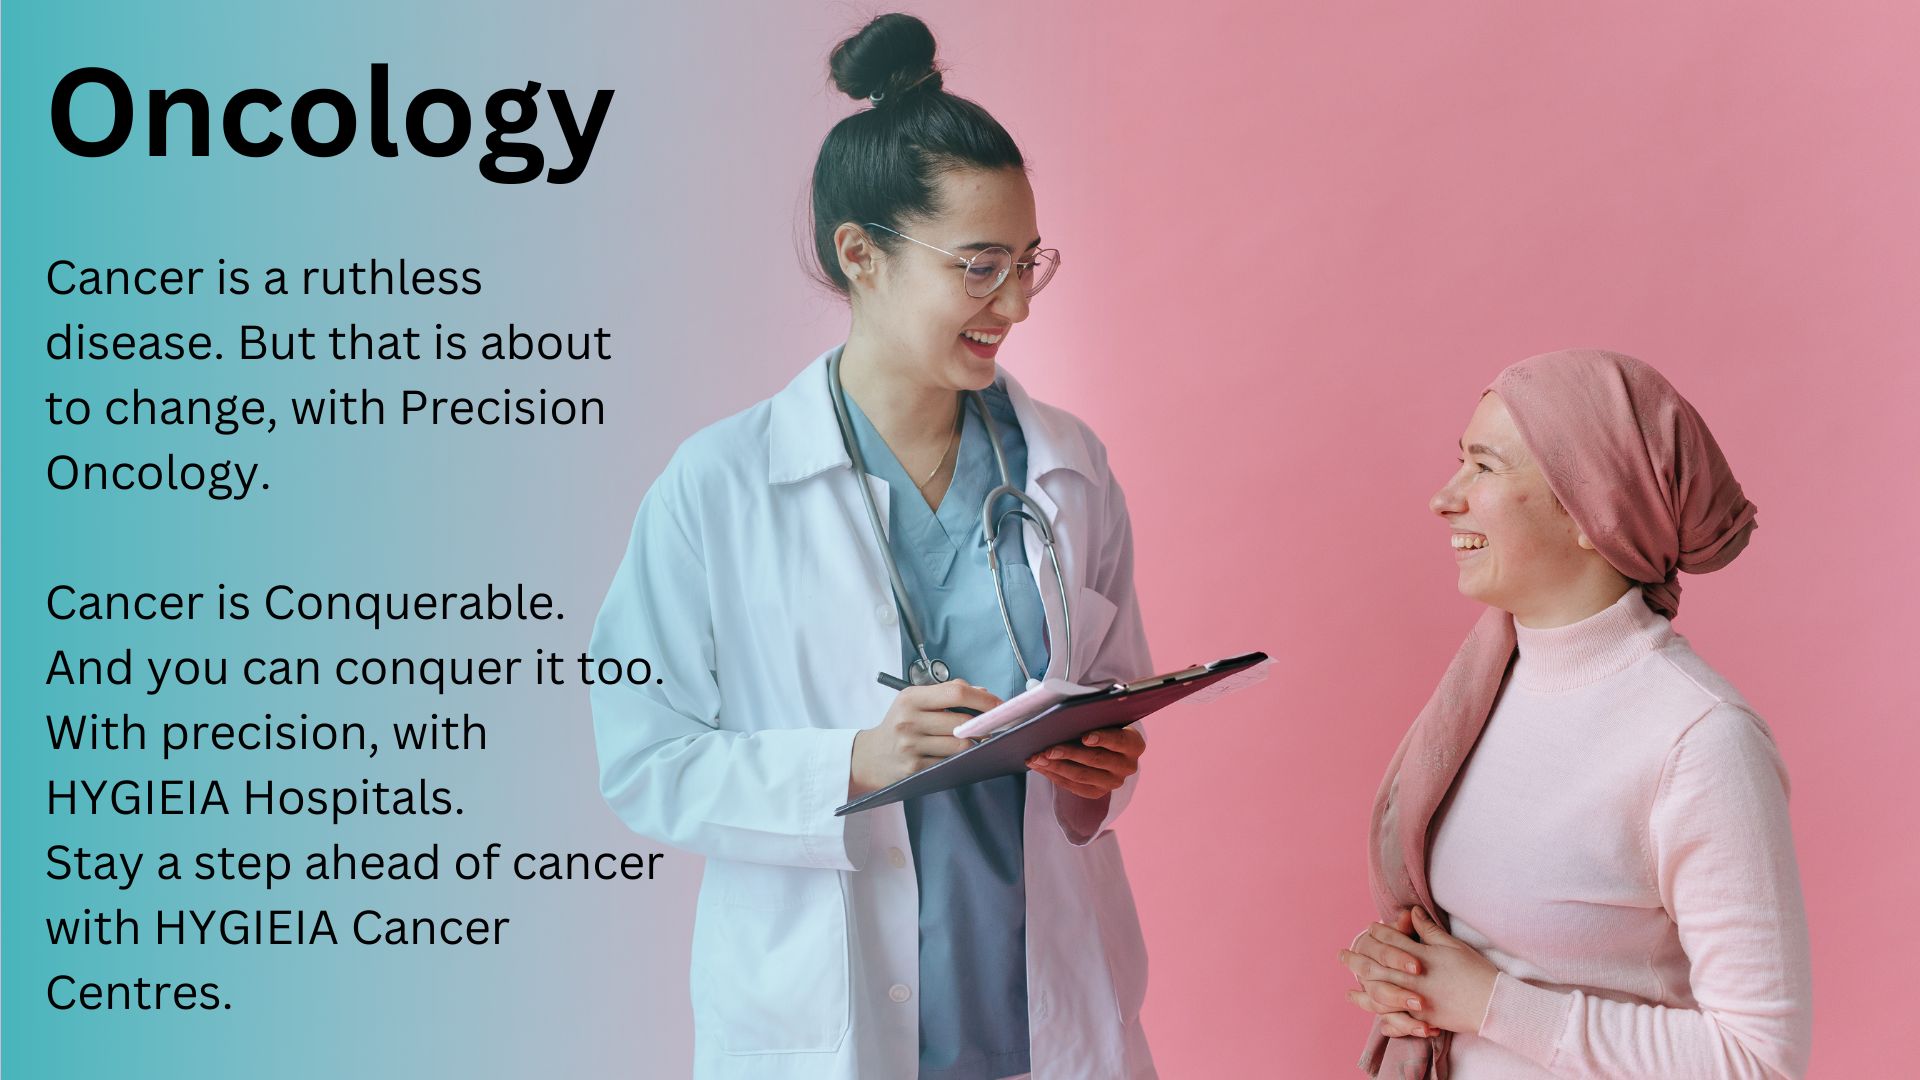 Oncology
Cancer is a ruthless
disease. But that is about
to change, with Precision
Oncology.
Cancer is Conquerable.
And you can conquer it too.
With precision, with
HYGIEIA Hospitals.
Stay a step ahead of cancer
with HYGIEIA Cancer
Centres.